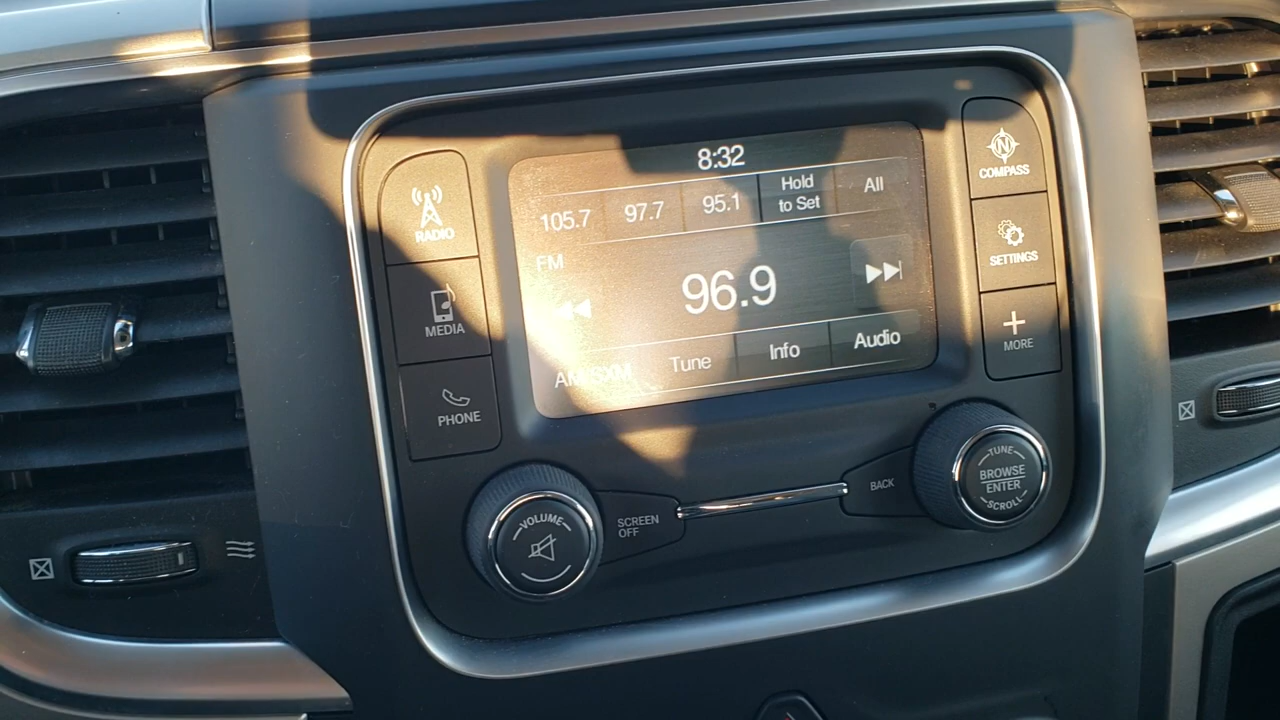 8:32
105.7 97.7 95.1 Hold to Set All
FM
96.9
AM/SXM Tune Info Audio
RADIO
MEDIA
PHONE
N
COMPASS
SETTINGS
MORE
VOLUME
SCREEN
OFF
BACK
TUNE
BROWSE
ENTER
SCROLL